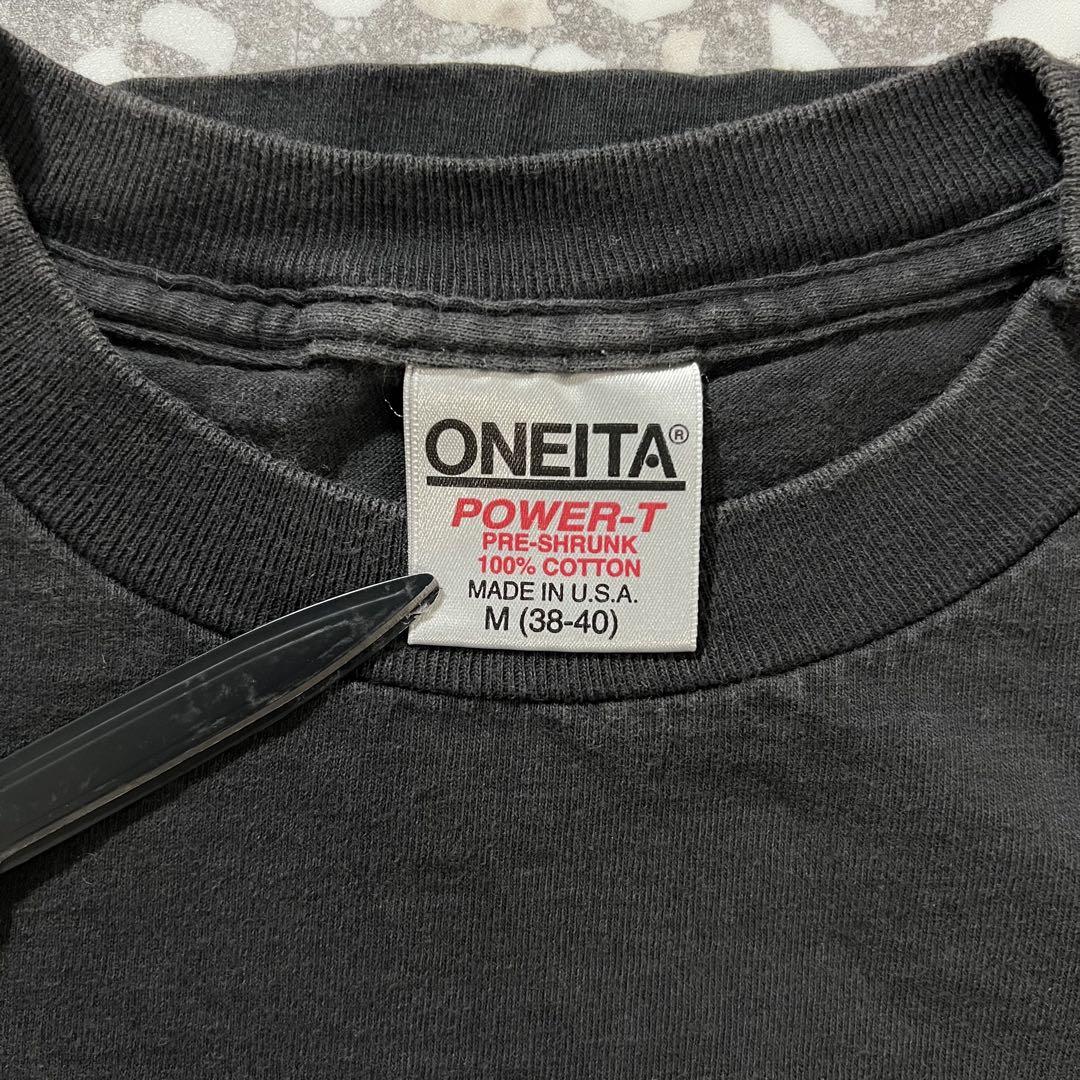 ONEITA®
POWER-T
PRE-SHRUNK
100% COTTON
MADE IN U.S.A.
M (38-40)